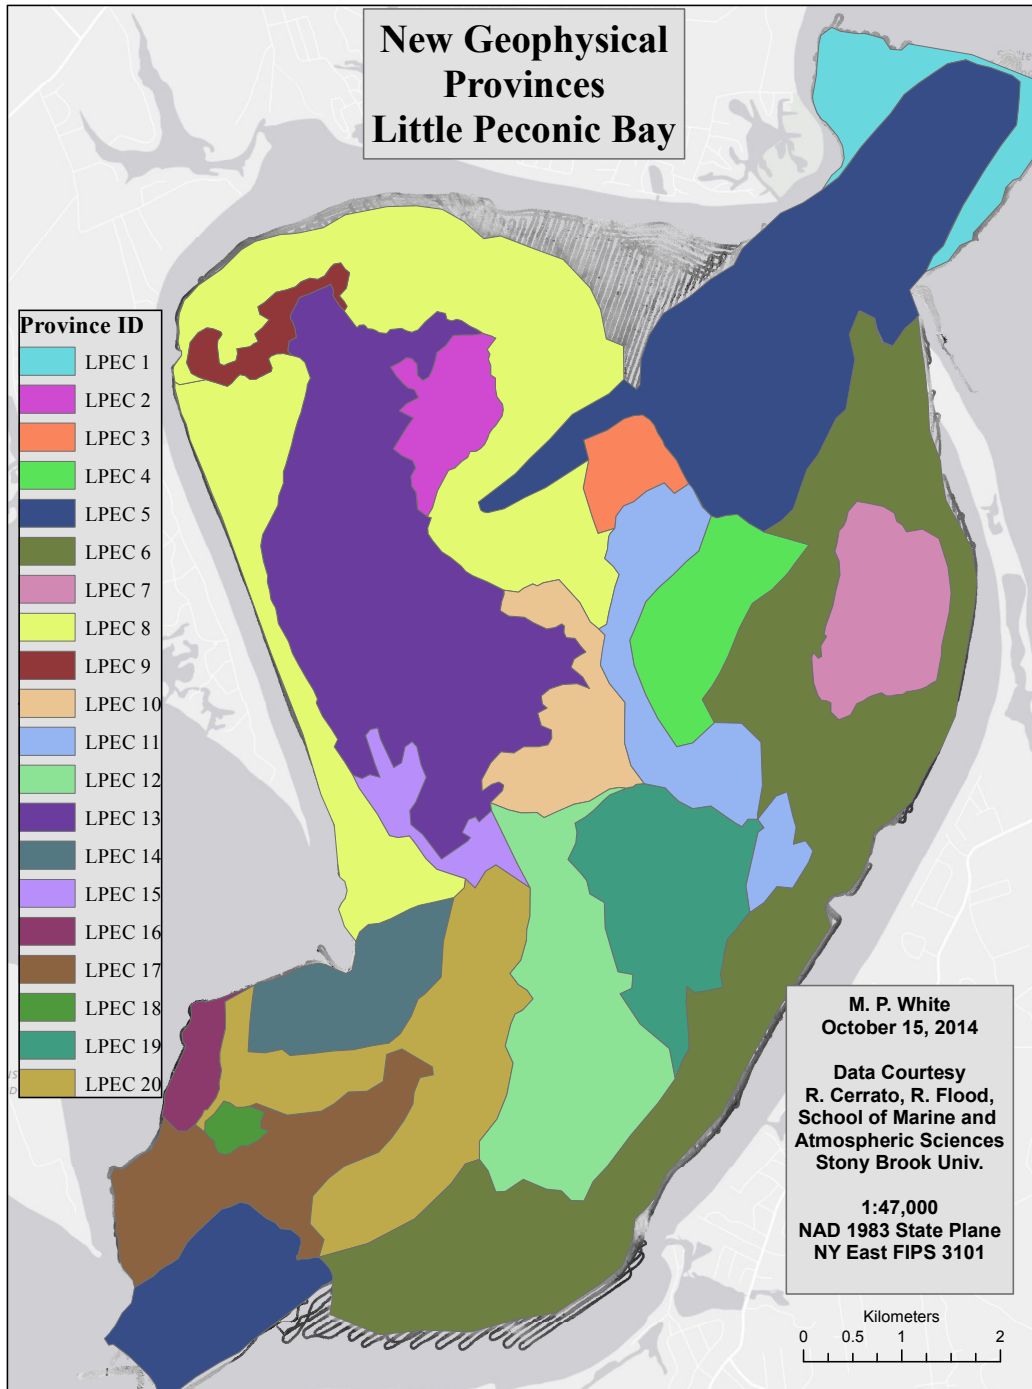 New Geophysical
Provinces
Little Peconic Bay
Province ID
LPEC 1
LPEC 2
LPEC 3
LPEC 4
LPEC 5
LPEC 6
LPEC 7
LPEC 8
LPEC 9
LPEC 10
LPEC 11
LPEC 12
LPEC 13
LPEC 14
LPEC 15
LPEC 16
LPEC 17
LPEC 18
LPEC 19
LPEC 20
M. P. White
October 15, 2014
Data Courtesy
R. Cerrato, R. Flood,
School of Marine and
Atmospheric Sciences
Stony Brook Univ.
1:47,000
NAD 1983 State Plane
NY East FIPS 3101
Kilometers
0 0.5 1 2